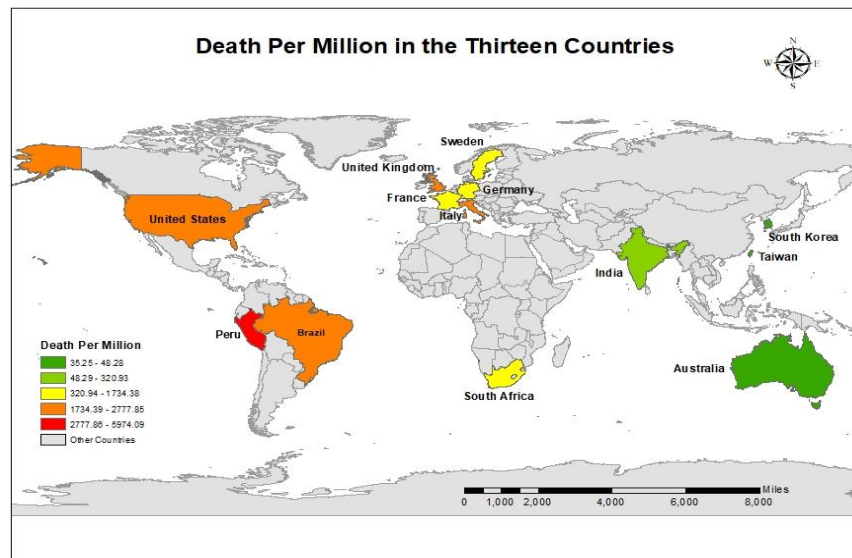 Death Per Million in the Thirteen Countries
N
W E
S
Sweden
United Kingdom
Germany
France
Italy
United States
South Korea
Taiwan
India
Peru
Brazil
Australia
South Africa
Death Per Million
35.25 - 48.28
48.29 - 320.93
320.94 - 1734.38
1734.39 - 2777.85
2777.86 - 5974.09
Other Countries
Miles
0 1,000 2,000 4,000 6,000 8,000